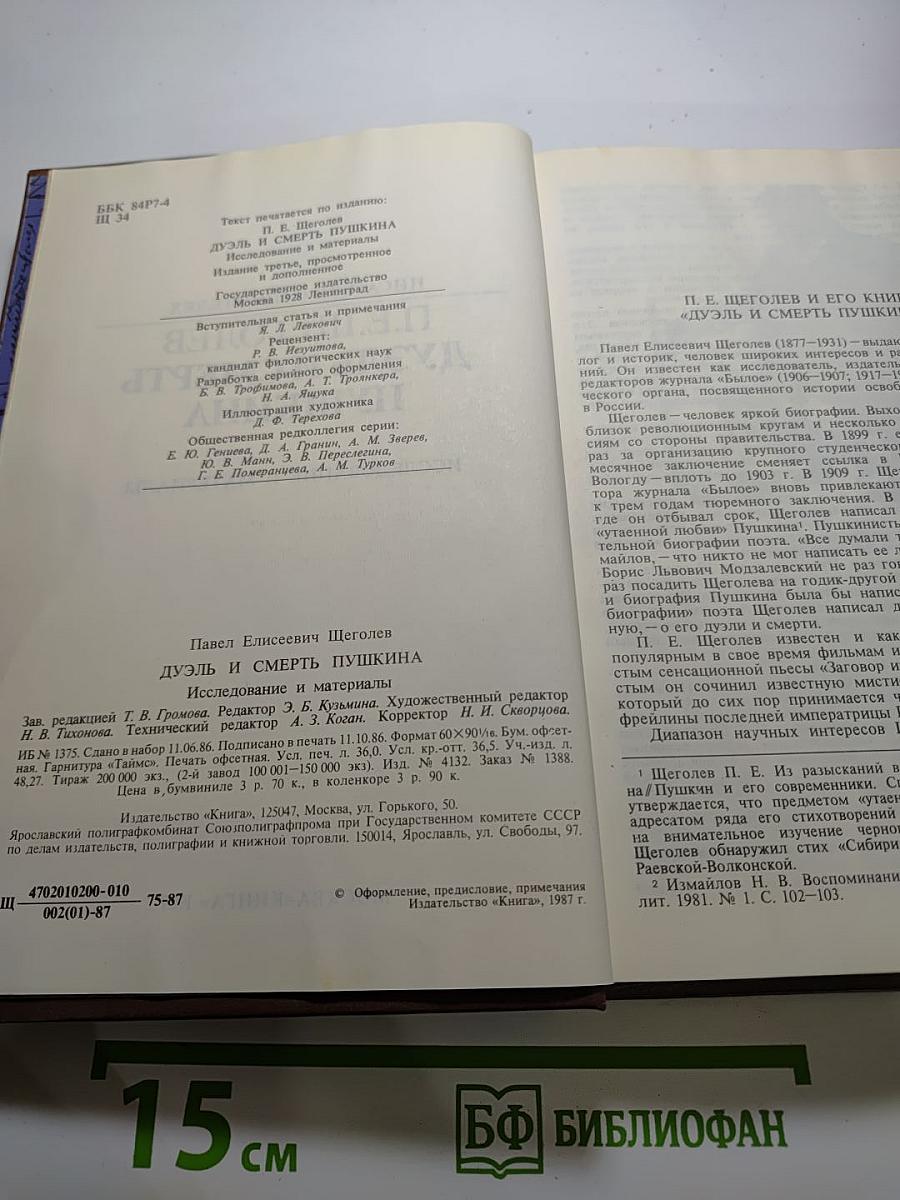 ББК 84Р7-4
Щ 34
Текст печатается по изданию:
П. Е. Щеголев
ДУЭЛЬ И СМЕРТЬ ПУШКИНА
Исследование и материалы
Издание третье, просмотренное
и дополненное
Государственное издательство
Москва 1928 Ленинград
Вступительная статья и примечания
Я. Л. Левкович
Рецензент:
Р. В. Иезуитова,
кандидат филологических наук
Разработка серийного оформления
Б. В. Трофимова, А. Т. Троянкера,
Н. А. Ящука
Иллюстрации художника
Д. Ф. Терехова
Общественная редколлегия серии:
Е. Ю. Гениева, Д. А. Гранин, А. М. Зверев,
Ю. В. Манн, Э. В. Переслегина,
Г. Е. Померанцева, А. М. Турков
Павел Елисеевич Щеголев
ДУЭЛЬ И СМЕРТЬ ПУШКИНА
Исследование и материалы
Зав. редакцией Т. В. Громова. Редактор Э. Б. Кузьмина. Художественный редактор
Н. В. Тихонова. Технический редактор А. З. Коган. Корректор Н. И. Скворцова.
ИБ № 1375. Сдано в набор 11.06.86. Подписано в печать 11.10.86. Формат 60×90 1/16. Бум. офсет-
ная. Гарнитура «Таймс». Печать офсетная. Усл. печ. л. 36,0. Усл. кр.-отт. 36,5. Уч.-изд. л.
48,27. Тираж 200 000 экз., (2-й завод 100 001—150 000 экз). Изд. № 4132. Заказ № 1388.
Цена в бумвиниле 3 р. 70 к., в коленкоре 3 р. 90 к.
Издательство «Книга», 125047, Москва, ул. Горького, 50.
Ярославский полиграфкомбинат Союзполиграфпрома при Государственном комитете СССР
по делам издательств, полиграфии и книжной торговли. 150014, Ярославль, ул. Свободы, 97.
Щ 4702010200-010 75-87
002(01)-87
© Оформление, предисловие, примечания
Издательство «Книга», 1987 г.
П. Е. ЩЕГОЛЕВ И ЕГО КНИГ
«ДУЭЛЬ И СМЕРТЬ ПУШКИ
Павел Елисеевич Щеголев (1877—1931) — выдаю
лог и историк, человек широких интересов и ра
ний. Он известен как исследователь, издатель
редакторов журнала «Былое» (1906—1907; 1917—19
ческого органа, посвященного истории освоб
в России.
Щеголев — человек яркой биографии. Выхо
близок революционным кругам и несколько
сиям со стороны правительства. В 1899 г. е
раз за организацию крупного студенческо
месячное заключение сменяет ссылка в
Вологду — вплоть до 1903 г. В 1909 г. Ще
тора журнала «Былое» вновь привлекают
к трем годам тюремного заключения. В
где он отбывал срок, Щеголев написал
«утаенной любви» Пушкина¹. Пушкинисть
тельной биографии поэта. «Все думали т
майлов, — что никто не мог написать ее л
Борис Львович Модзалевский не раз гов
раз посадить Щеголева на годик-другой
и биография Пушкина была бы напис
биографии» поэта Щеголев написал д
ную, — о его дуэли и смерти.
П. Е. Щеголев известен и как
популярным в свое время фильмам и
стым сенсационной пьесы «Заговор и
стым он сочинил известную мисти
который до сих пор принимается ч
фрейлины последней императрицы
Диапазон научных интересов
¹ Щеголев П. Е. Из разысканий в
на//Пушкин и его современники. Сп
утверждается, что предметом «утаен
адресатом ряда его стихотворений
на внимательное изучение черно
Щеголев обнаружил стих «Сибири
Раевской-Волконской.
² Измайлов Н. В. Воспоминани
лит. 1981. № 1. С. 102—103.
15 см
БФ БИБЛИОФАН